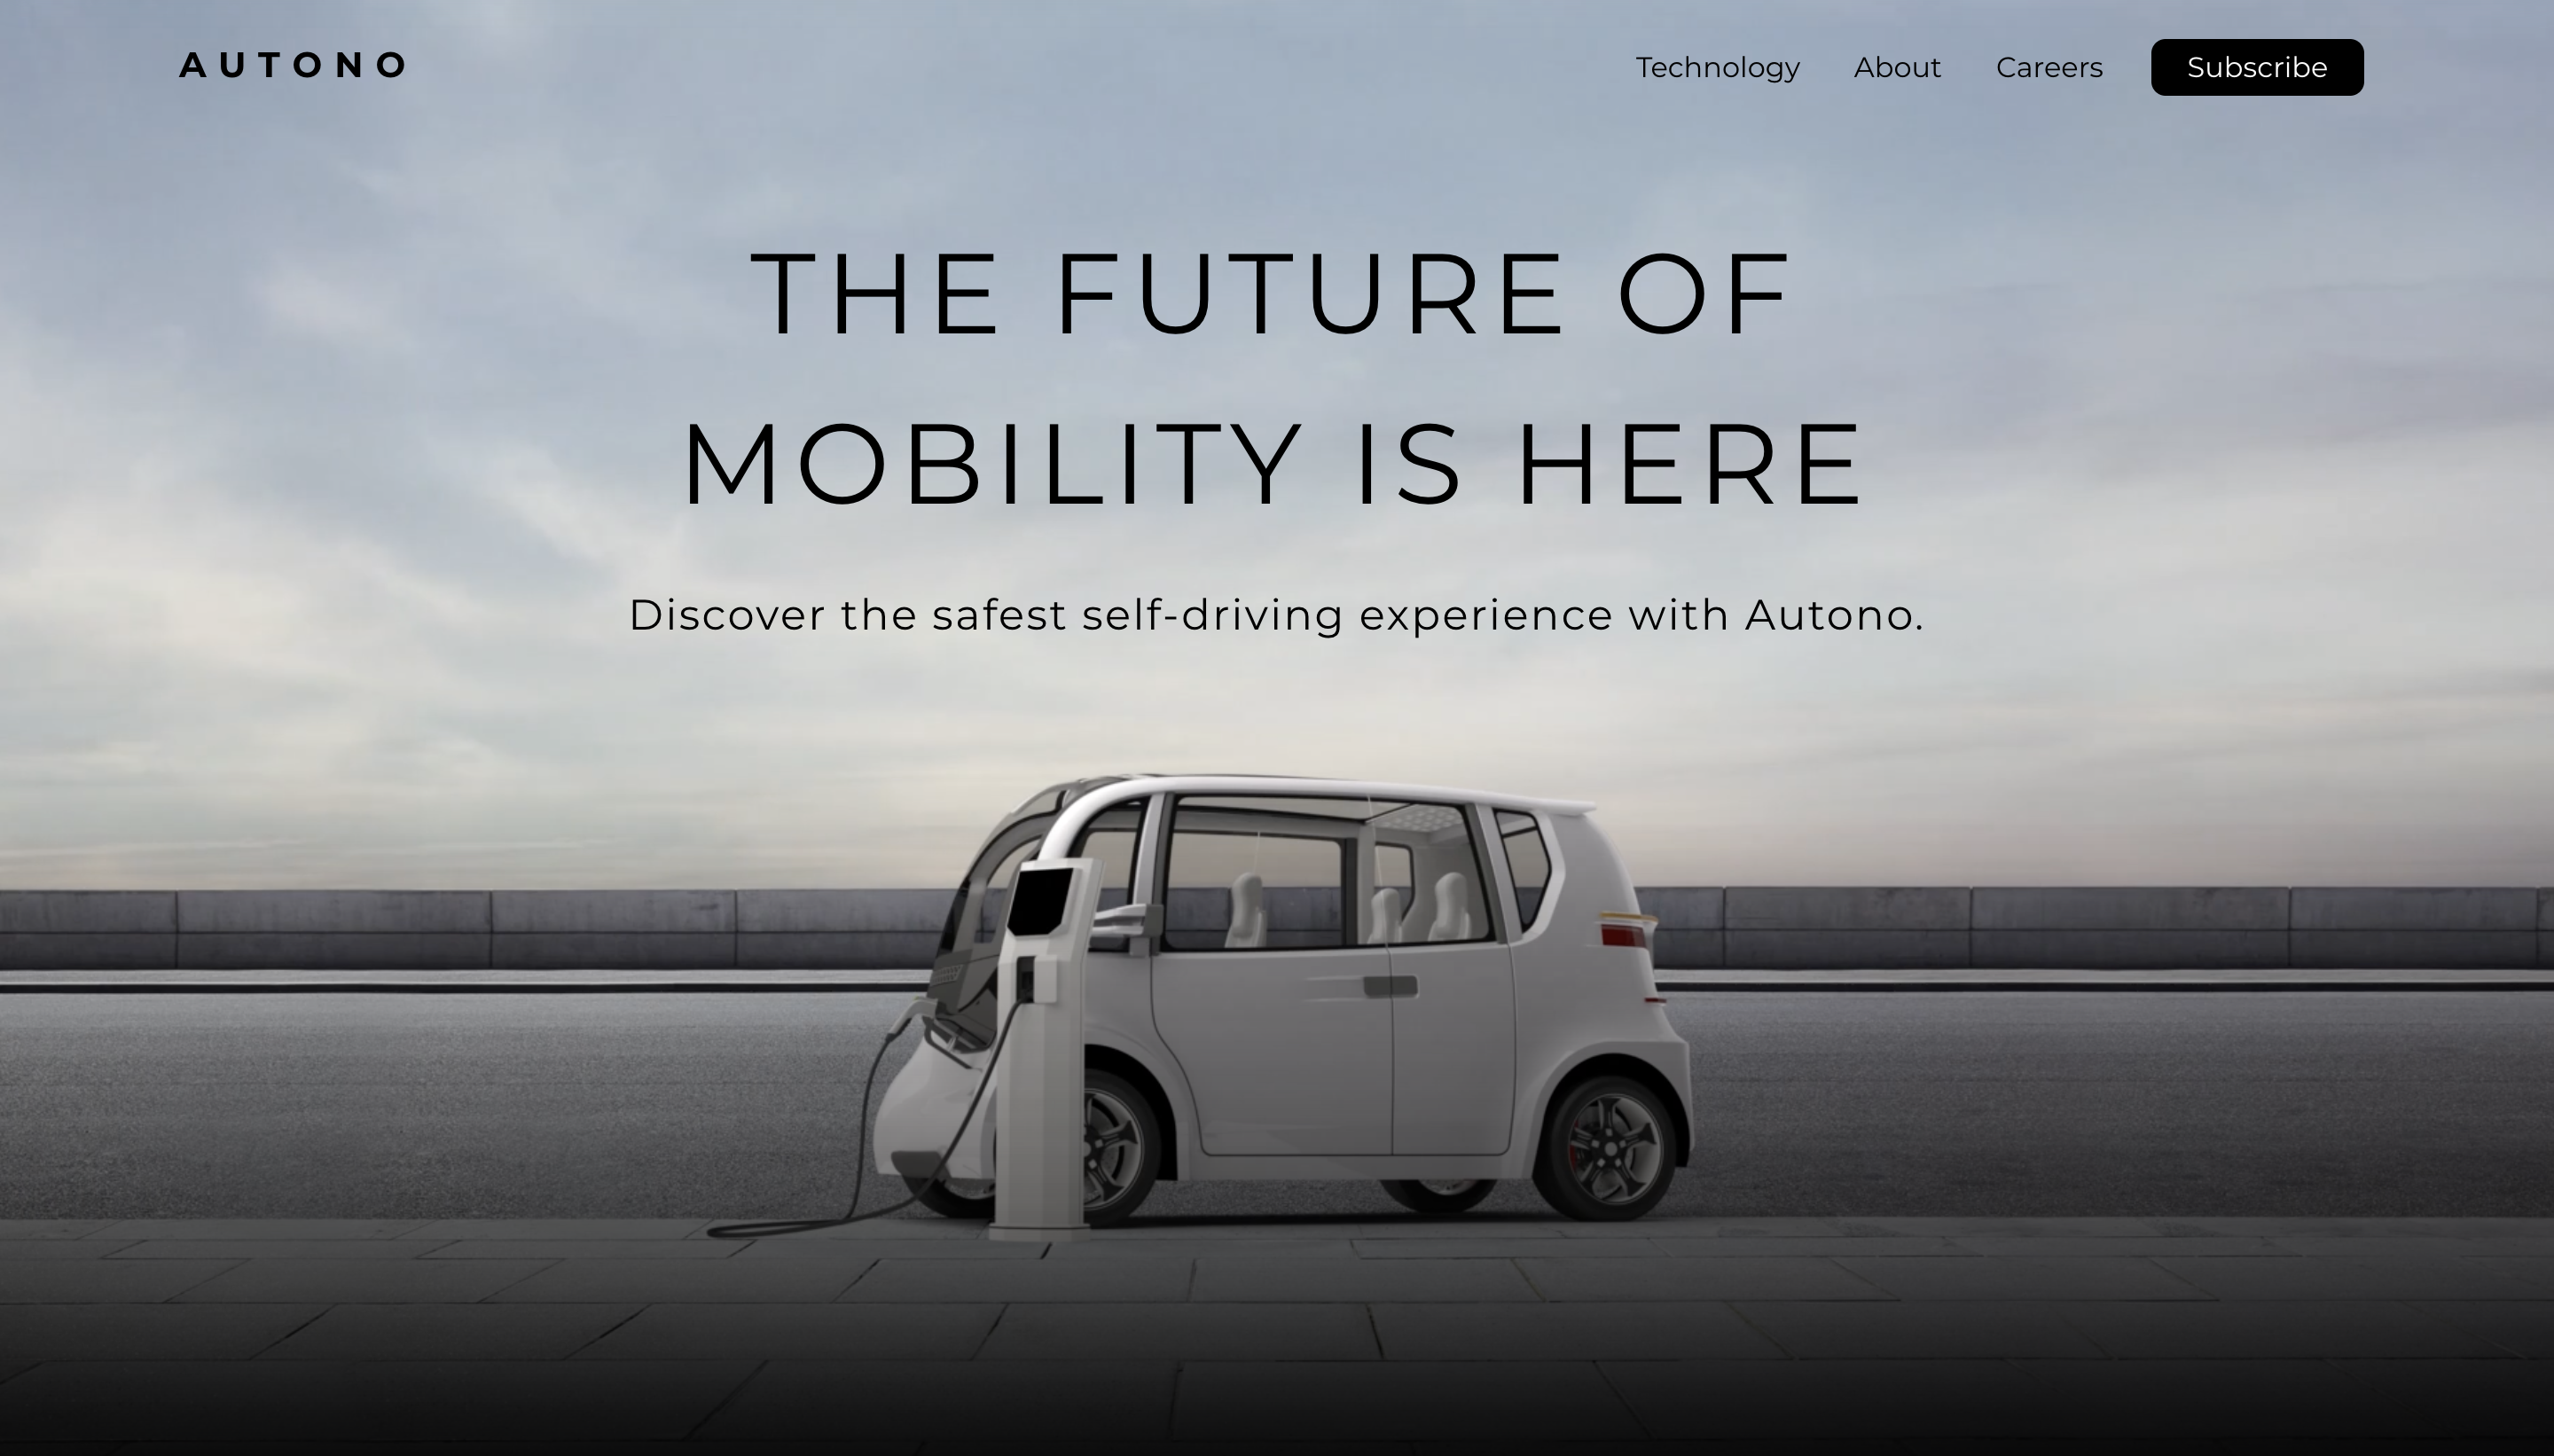 AUTONO
Technology About Careers Subscribe
THE FUTURE OF
MOBILITY IS HERE
Discover the safest self-driving experience with Autono.